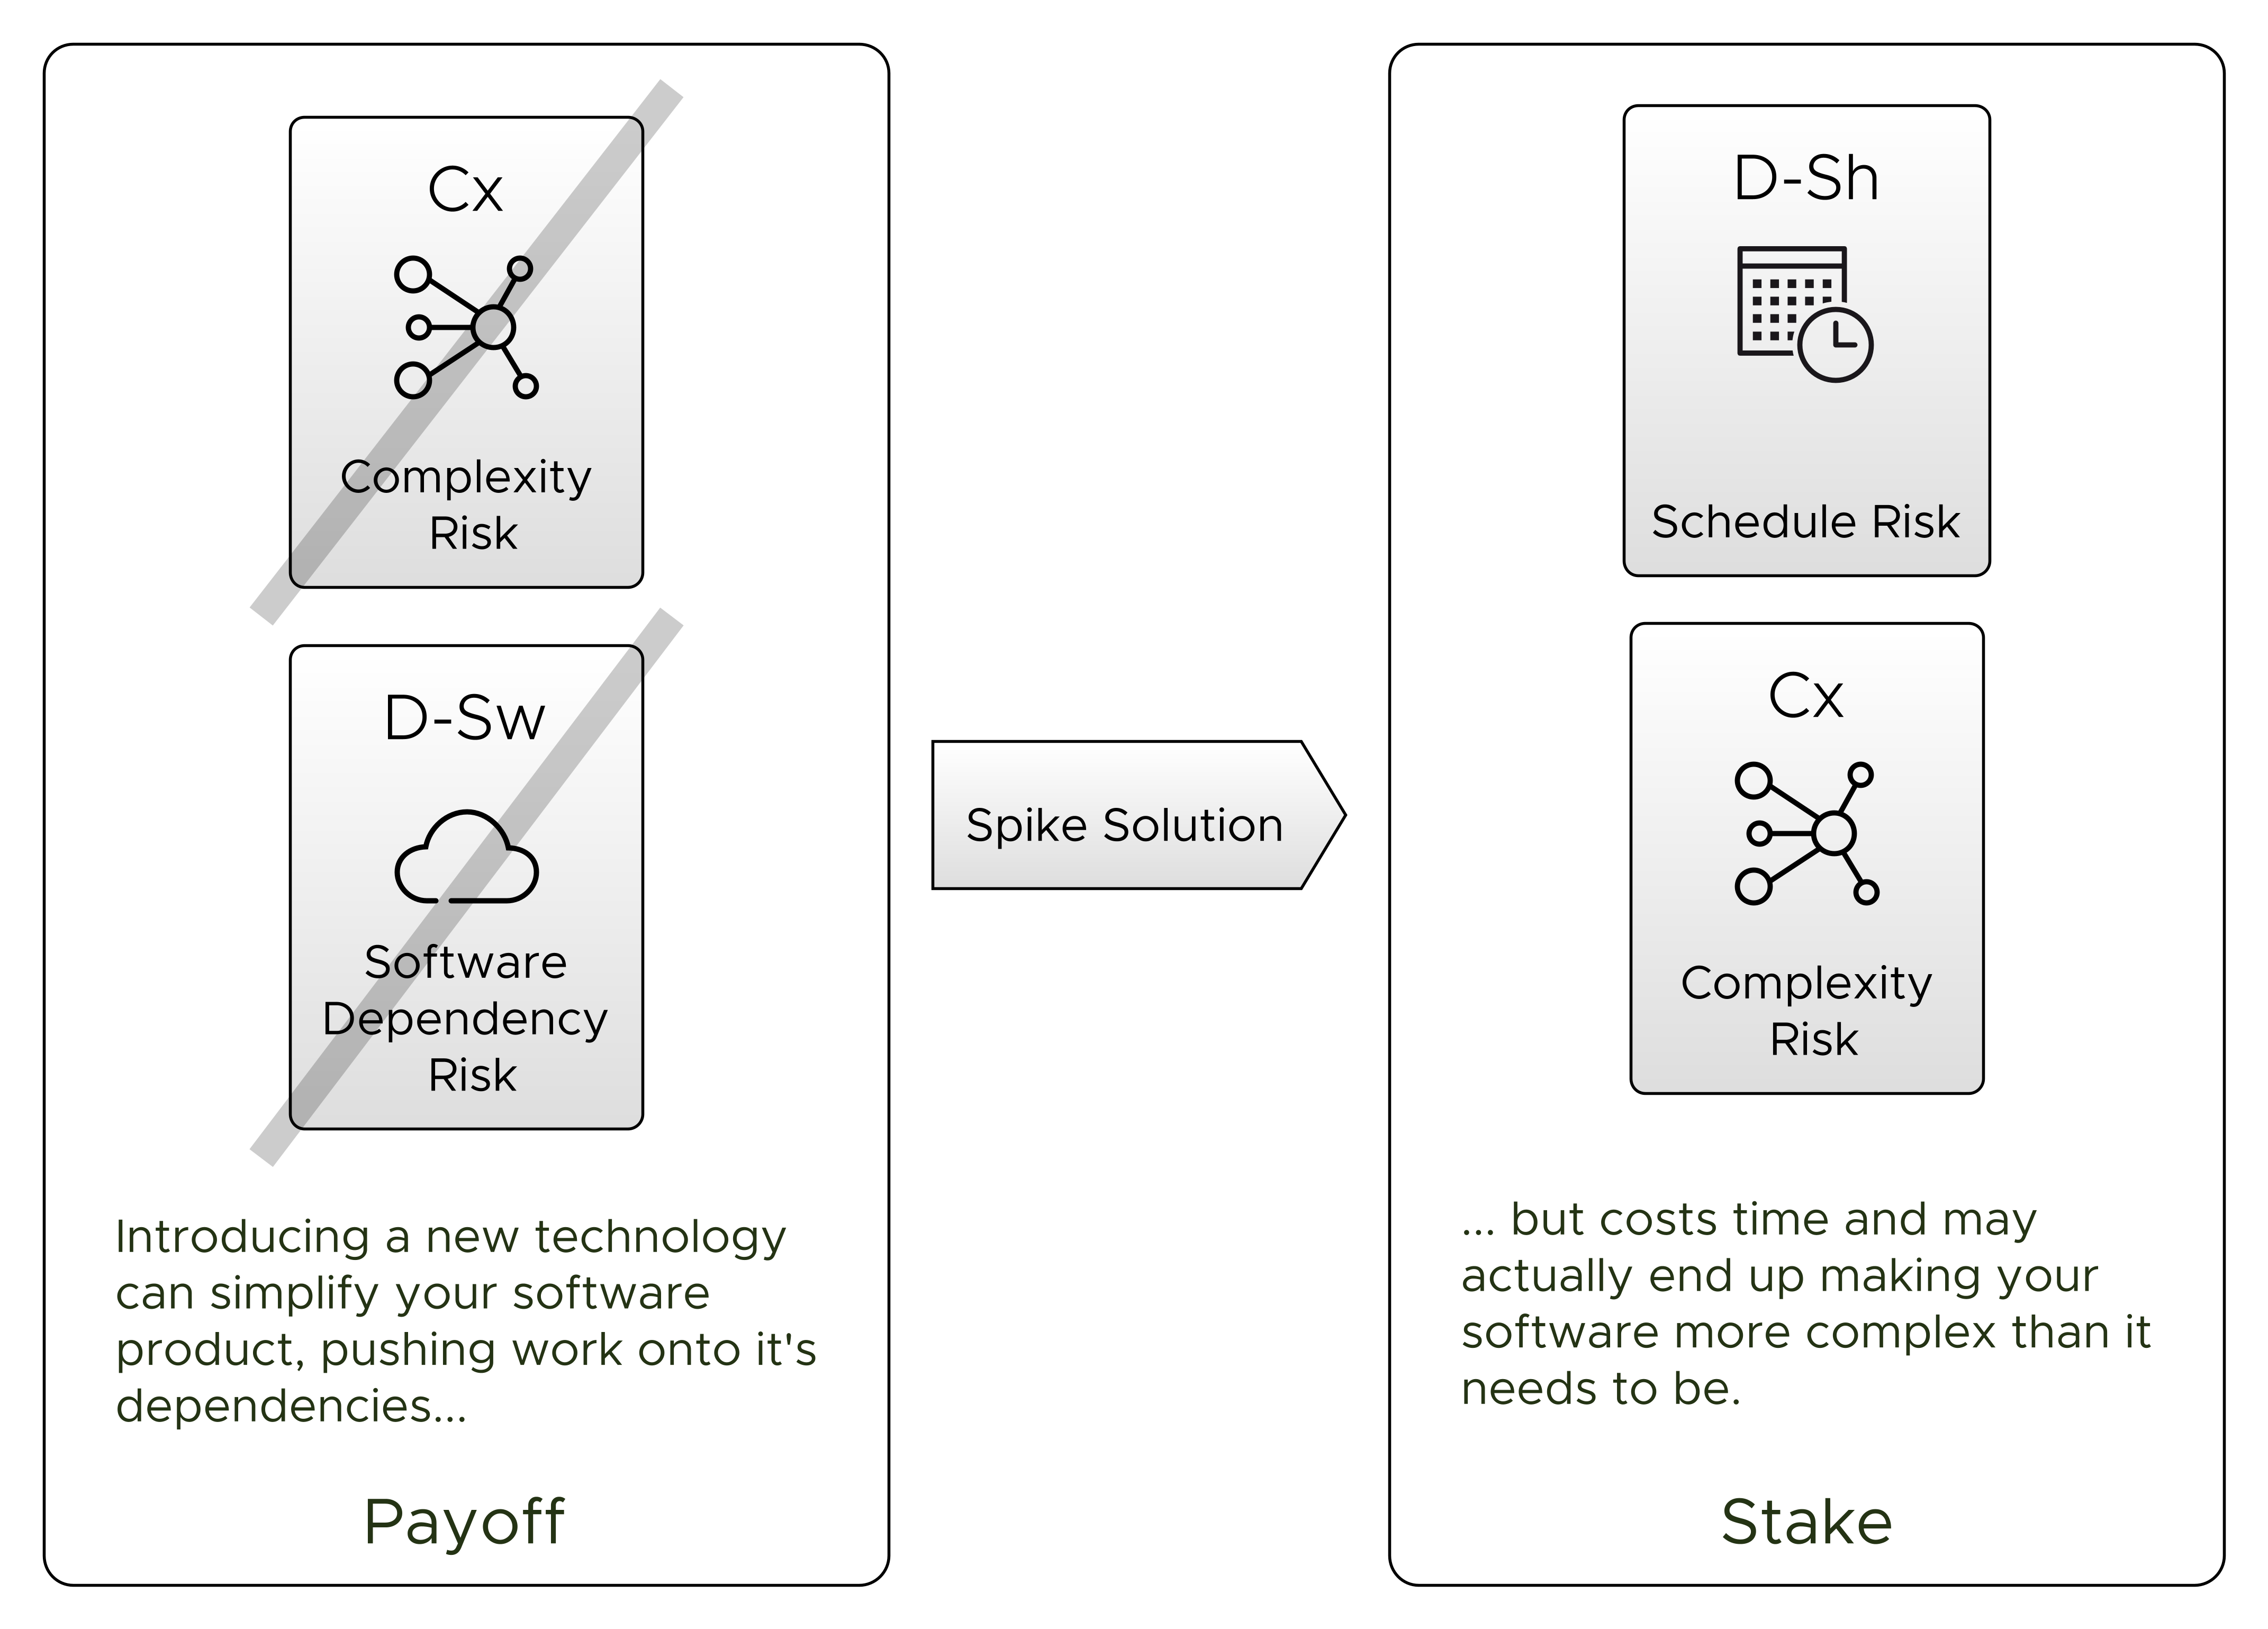 Cx
Complexity
Risk
D-Sw
Software
Dependency
Risk
Introducing a new technology
can simplify your software
product, pushing work onto it's
dependencies...
Payoff
Spike Solution
D-Sh
Schedule Risk
Cx
Complexity
Risk
... but costs time and may
actually end up making your
software more complex than it
needs to be.
Stake